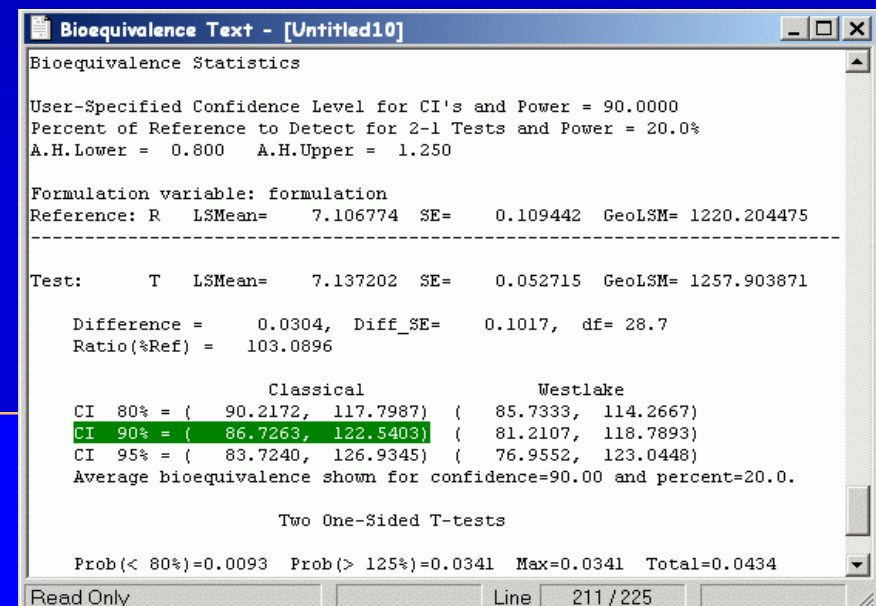 Bioequivalence Text - [Untitled10]
Bioequivalence Statistics
User-Specified Confidence Level for CI's and Power = 90.0000
Percent of Reference to Detect for 2-1 Tests and Power = 20.0%
A.H.Lower = 0.800 A.H.Upper = 1.250
Formulation variable: formulation
Reference: R LSMean= 7.106774 SE= 0.109442 GeoLSM= 1220.204475
--------------------------------------------------------------------------
Test: T LSMean= 7.137202 SE= 0.052715 GeoLSM= 1257.903871
Difference = 0.0304, Diff_SE= 0.1017, df= 28.7
Ratio(%Ref) = 103.0896
Classical Westlake
CI 80% = ( 90.2172, 117.7987) ( 85.7333, 114.2667)
CI 90% = ( 86.7263, 122.5403) ( 81.2107, 118.7893)
CI 95% = ( 83.7240, 126.9345) ( 76.9552, 123.0448)
Average bioequivalence shown for confidence=90.00 and percent=20.0.
Two One-Sided T-tests
Prob(< 80%)=0.0093 Prob(> 125%)=0.0341 Max=0.0341 Total=0.0434
Read Only Line 211 / 225